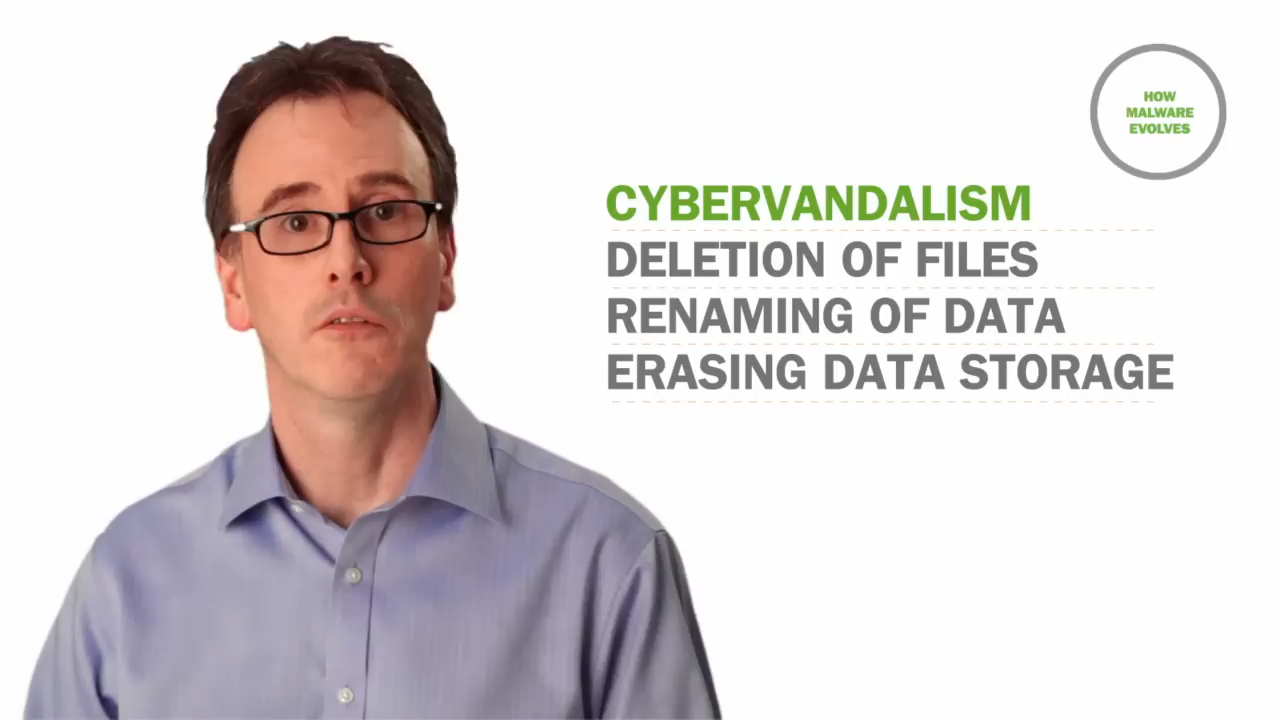 HOW
MALWARE
EVOLVES
CYBERVANDALISM
DELETION OF FILES
RENAMING OF DATA
ERASING DATA STORAGE